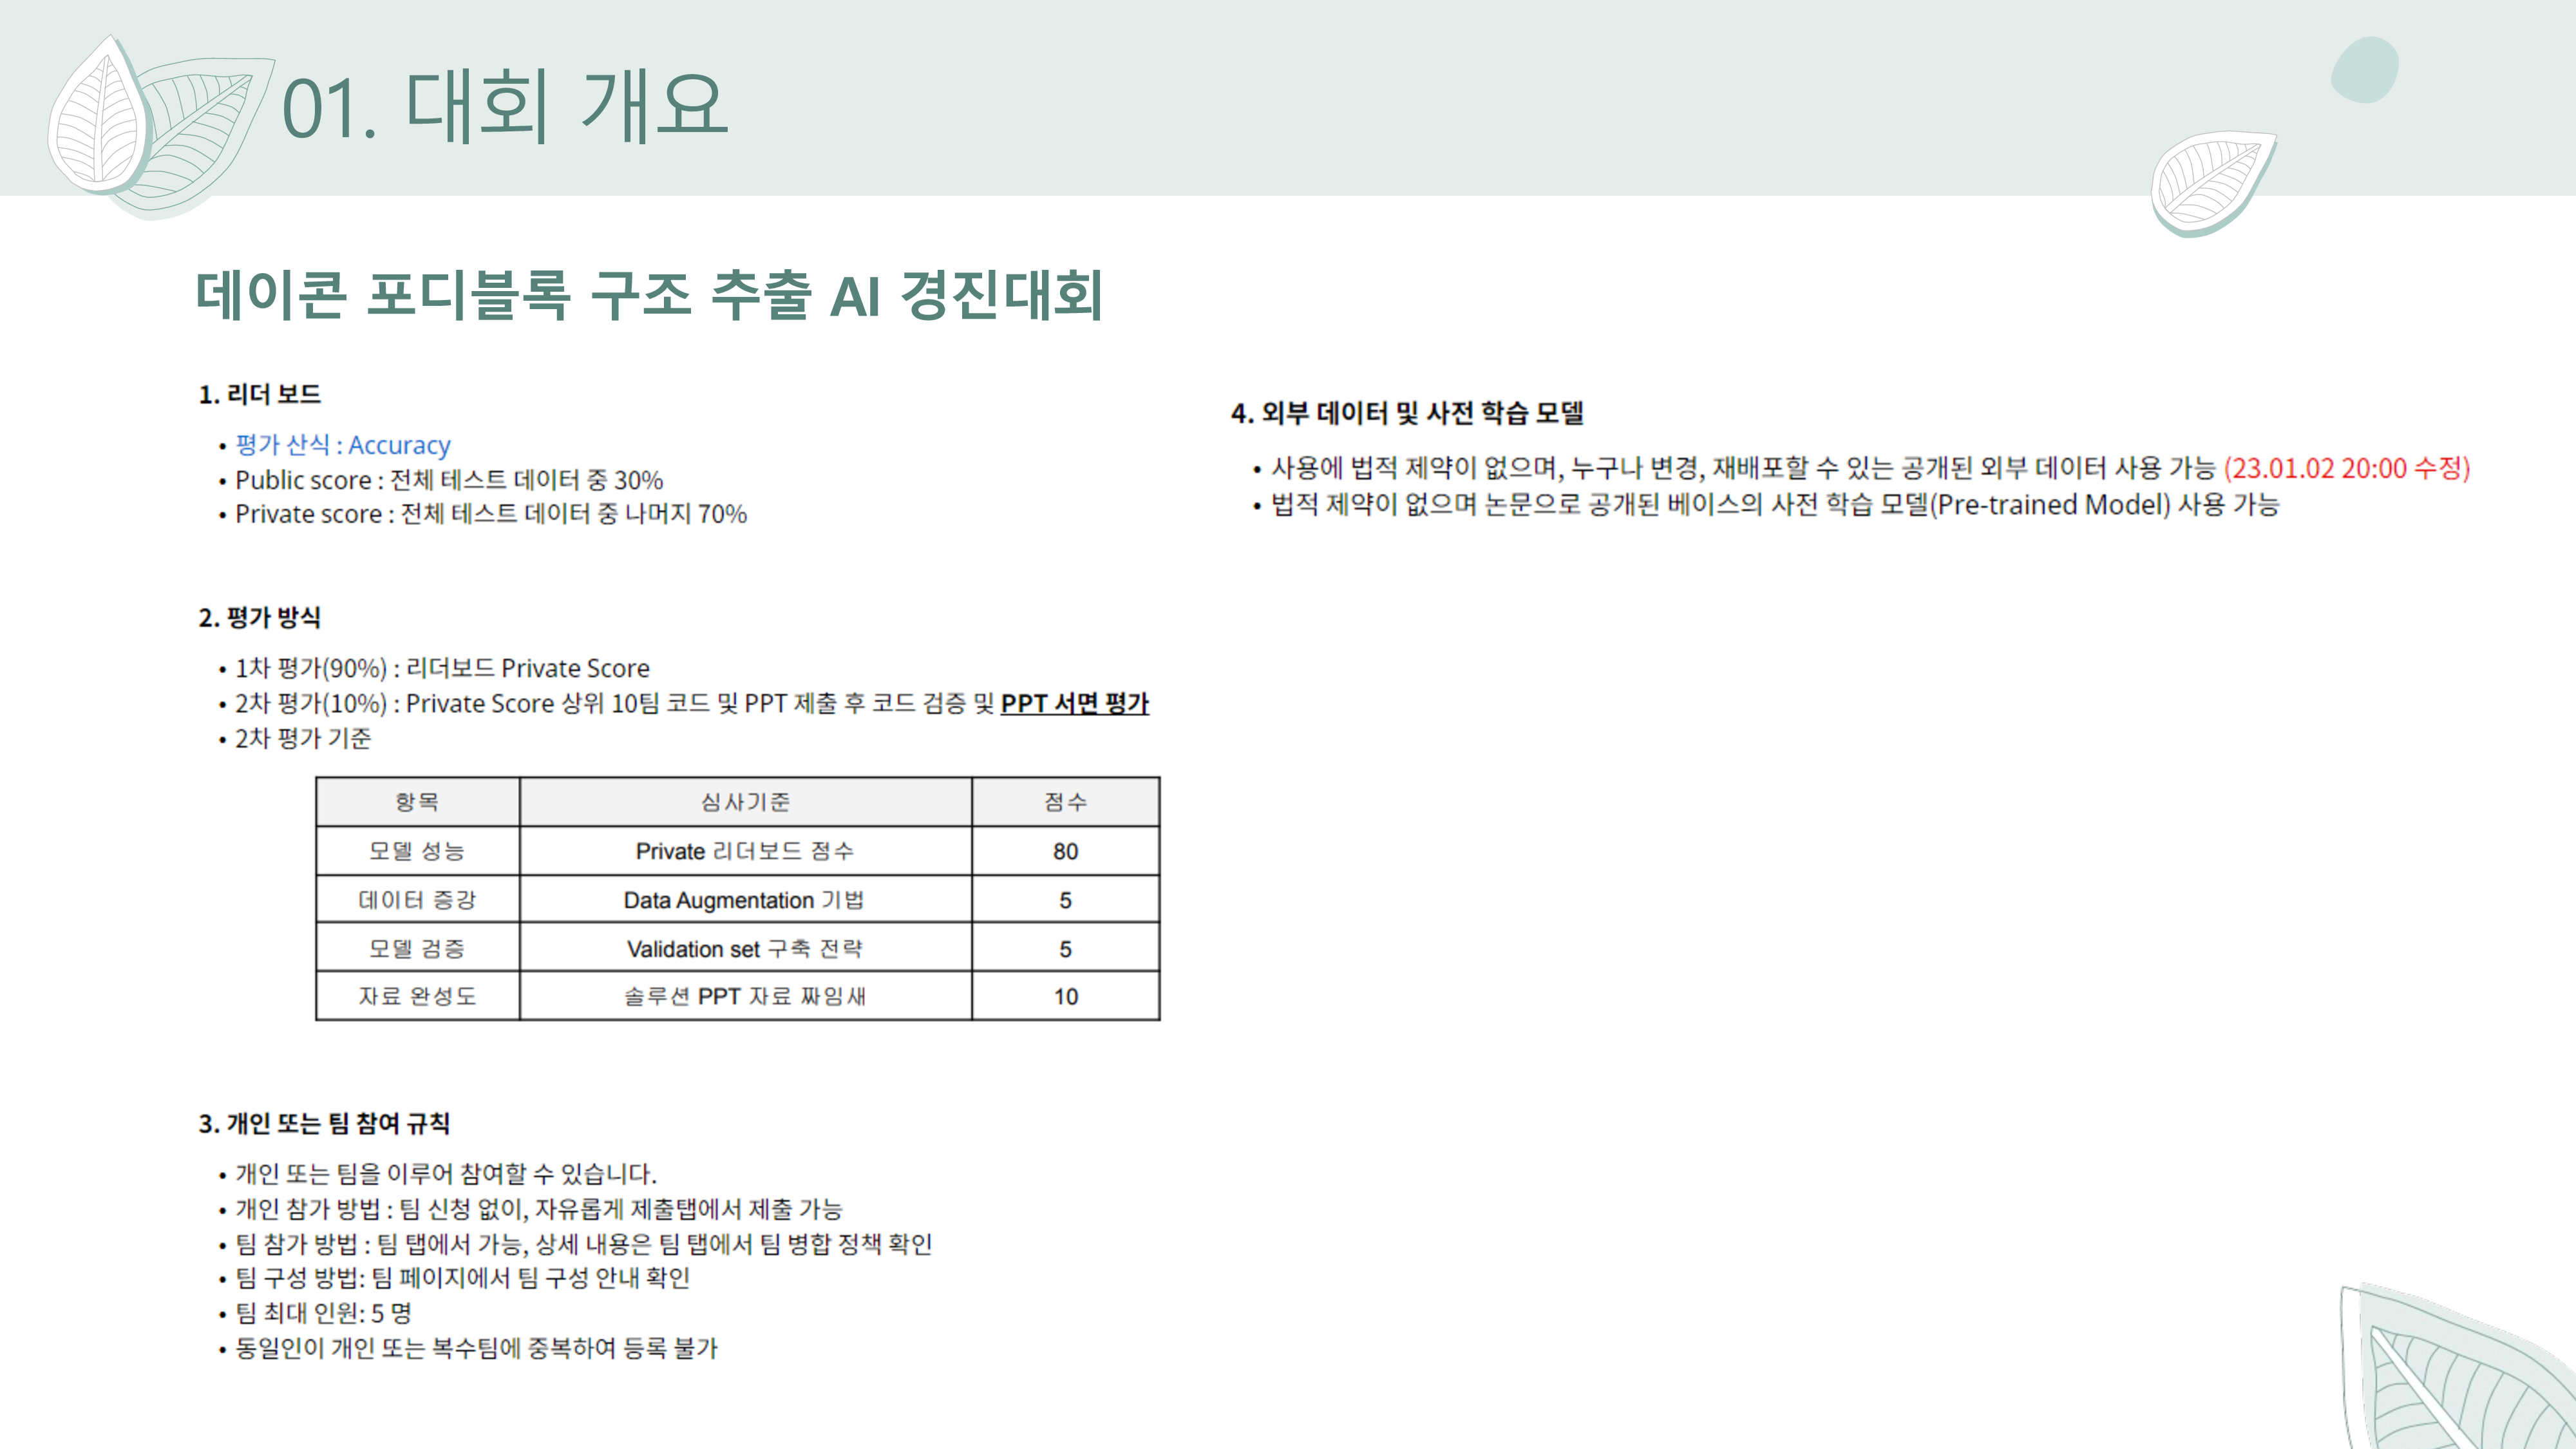 01. 대회 개요
데이콘 포디블록 구조 추출 AI 경진대회
1. 리더 보드
• 평가 산식 : Accuracy
• Public score : 전체 테스트 데이터 중 30%
• Private score : 전체 테스트 데이터 중 나머지 70%
2. 평가 방식
• 1차 평가(90%) : 리더보드 Private Score
• 2차 평가(10%) : Private Score 상위 10팀 코드 및 PPT 제출 후 코드 검증 및 PPT 서면 평가
• 2차 평가 기준
항목 심사기준 점수
모델 성능 Private 리더보드 점수 80
데이터 증강 Data Augmentation 기법 5
모델 검증 Validation set 구축 전략 5
자료 완성도 솔루션 PPT 자료 짜임새 10
3. 개인 또는 팀 참여 규칙
• 개인 또는 팀을 이루어 참여할 수 있습니다.
• 개인 참가 방법 : 팀 신청 없이, 자유롭게 제출탭에서 제출 가능
• 팀 참가 방법 : 팀 탭에서 가능, 상세 내용은 팀 탭에서 팀 병합 정책 확인
• 팀 구성 방법: 팀 페이지에서 팀 구성 안내 확인
• 팀 최대 인원: 5 명
• 동일인이 개인 또는 복수팀에 중복하여 등록 불가
4. 외부 데이터 및 사전 학습 모델
• 사용에 법적 제약이 없으며, 누구나 변경, 재배포할 수 있는 공개된 외부 데이터 사용 가능 (23.01.02 20:00 수정)
• 법적 제약이 없으며 논문으로 공개된 베이스의 사전 학습 모델(Pre-trained Model) 사용 가능